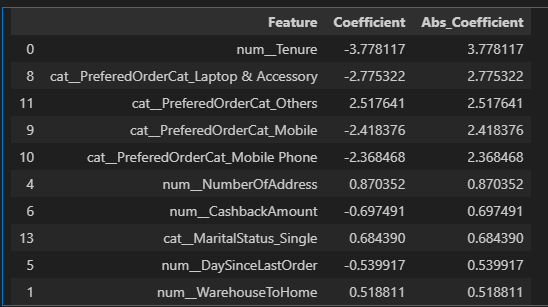 Feature Coefficient Abs_Coefficient
0 num__Tenure -3.778117 3.778117
8 cat__PreferedOrderCat_Laptop & Accessory -2.775322 2.775322
11 cat__PreferedOrderCat_Others 2.517641 2.517641
9 cat__PreferedOrderCat_Mobile -2.418376 2.418376
10 cat__PreferedOrderCat_Mobile Phone -2.368468 2.368468
4 num__NumberOfAddress 0.870352 0.870352
6 num__CashbackAmount -0.697491 0.697491
13 cat__MaritalStatus_Single 0.684390 0.684390
5 num__DaySinceLastOrder -0.539917 0.539917
1 num__WarehouseToHome 0.518811 0.518811